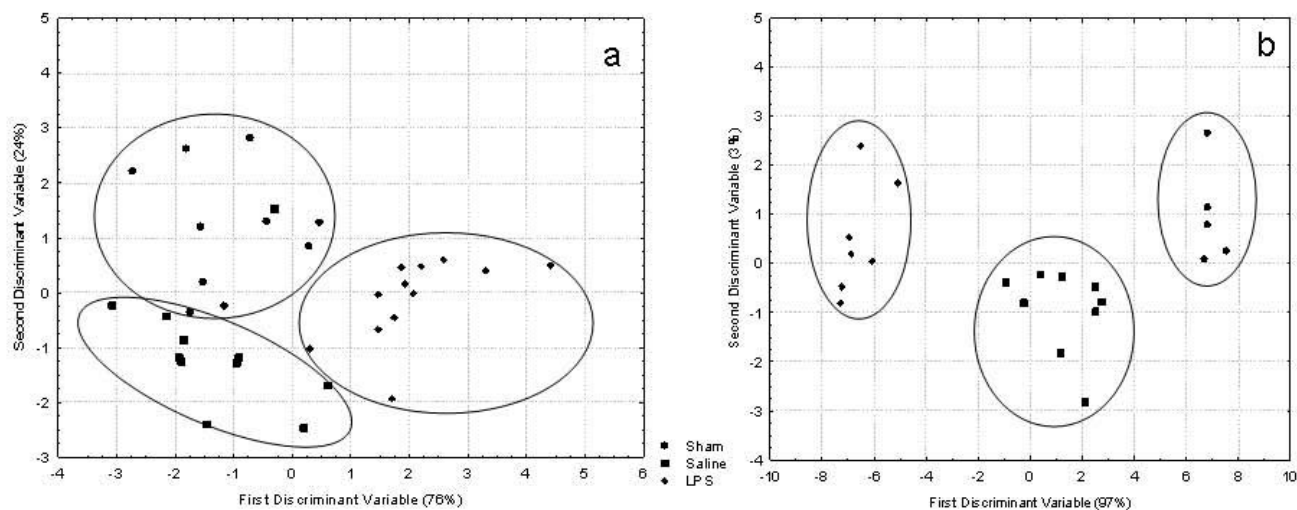 a
5
4
3
2
1
0
-1
-2
-3
-4 -3 -2 -1 0 1 2 3 4 5 6
Second Discriminant Variable (24%)
First Discriminant Variable (76%)
Sham
Saline
LPS
b
5
4
3
2
1
0
-1
-2
-3
-4
-10 -8 -6 -4 -2 0 2 4 6 8 10
Second Discriminant Variable (3%)
First Discriminant Variable (97%)